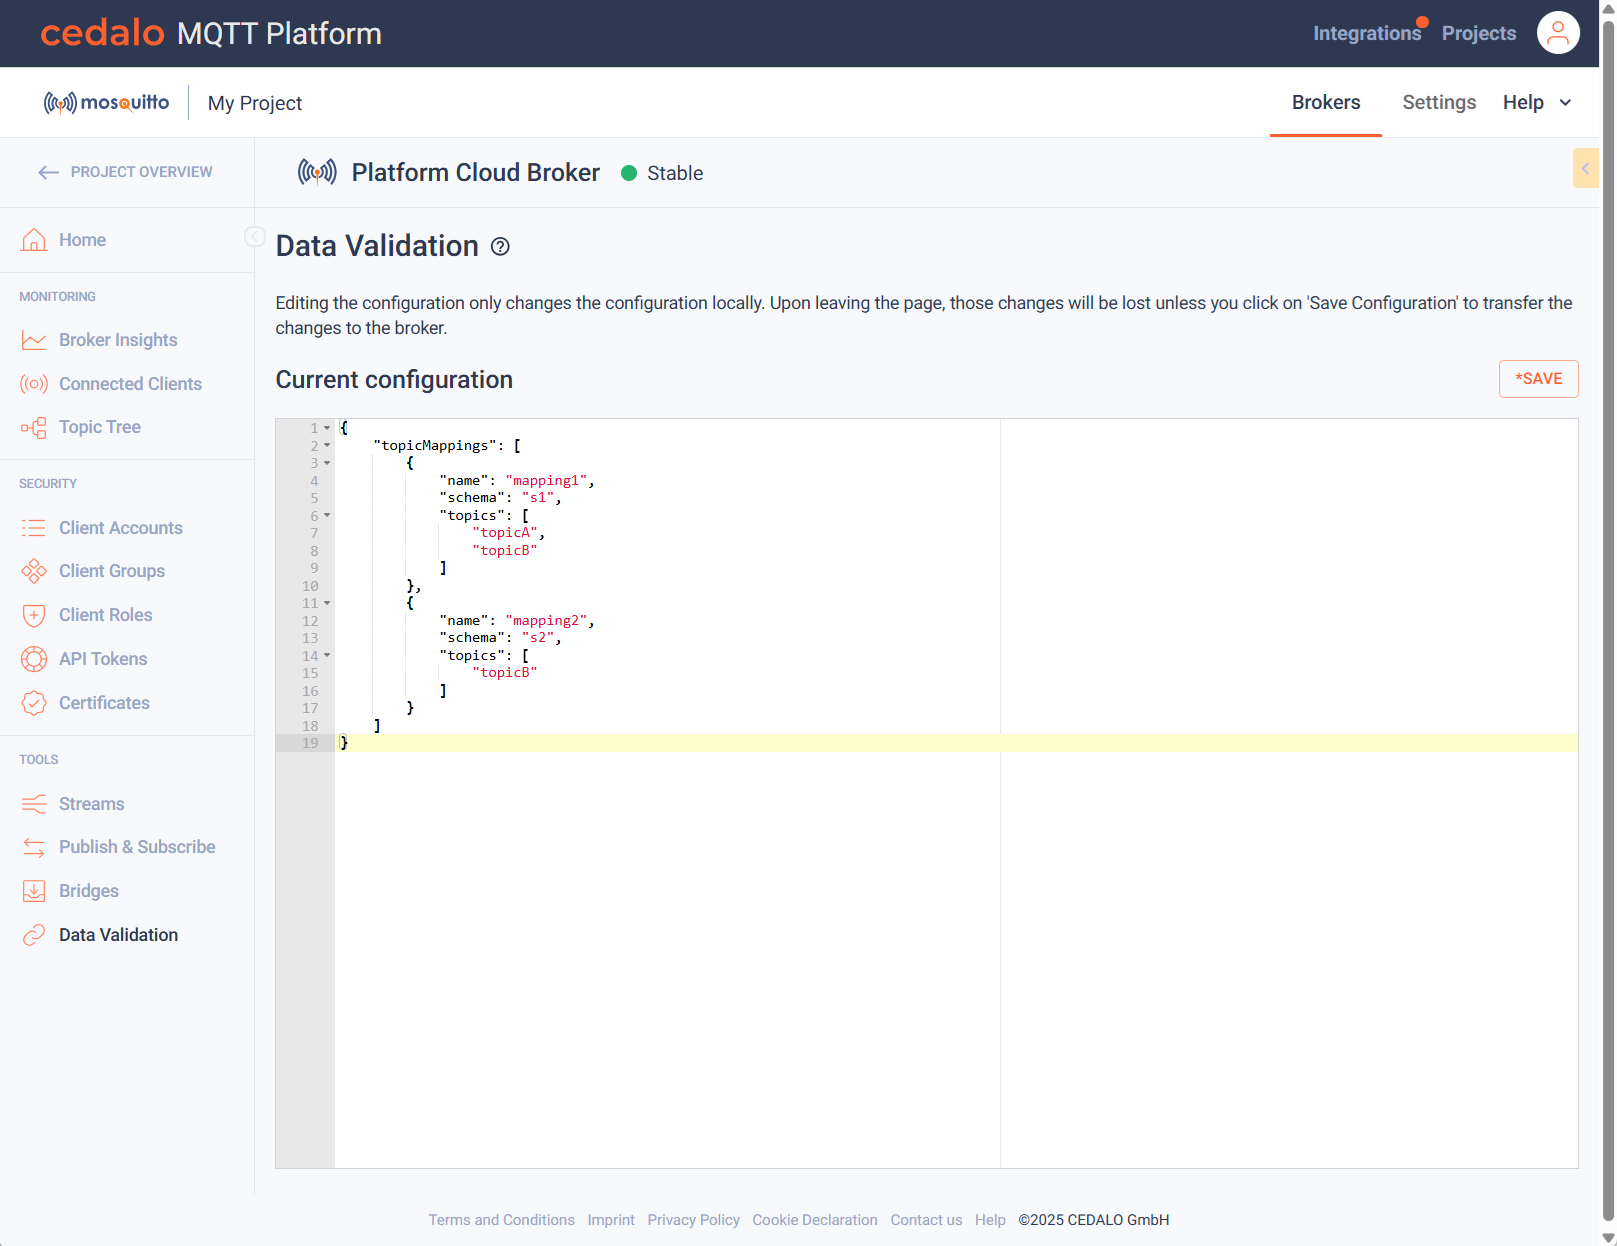 cedalo MQTT Platform
Integrations Projects
mosquitto My Project
Brokers Settings Help
PROJECT OVERVIEW
Platform Cloud Broker Stable
Home
MONITORING
Broker Insights
Connected Clients
Topic Tree
SECURITY
Client Accounts
Client Groups
Client Roles
API Tokens
Certificates
TOOLS
Streams
Publish & Subscribe
Bridges
Data Validation
Data Validation
Editing the configuration only changes the configuration locally. Upon leaving the page, those changes will be lost unless you click on 'Save Configuration' to transfer the
changes to the broker.
Current configuration
*SAVE
1 {
2     "topicMappings": [
3         {
4             "name": "mapping1",
5             "schema": "s1",
6             "topics": [
7                 "topicA",
8                 "topicB"
9             ]
10         },
11         {
12             "name": "mapping2",
13             "schema": "s2",
14             "topics": [
15                 "topicB"
16             ]
17         }
18     ]
19 }
Terms and Conditions Imprint Privacy Policy Cookie Declaration Contact us Help ©2025 CEDALO GmbH